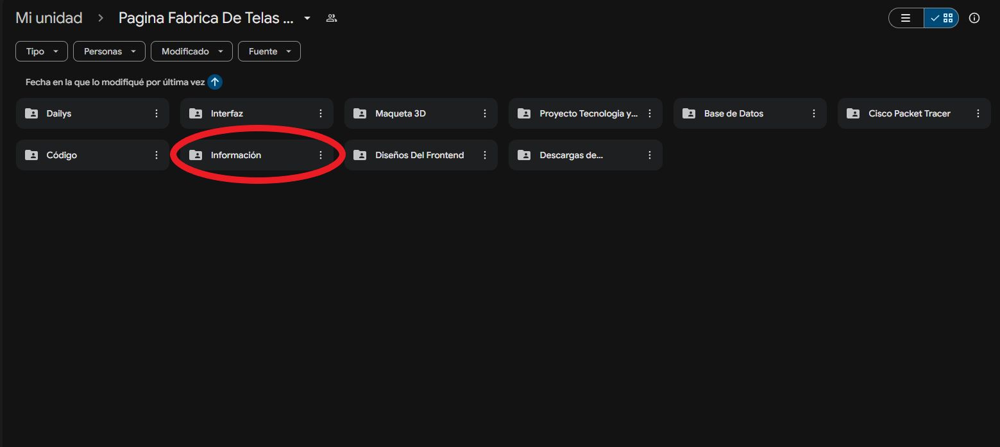 Mi unidad > Pagina Fabrica De Telas ...
Tipo Personas Modificado Fuente
Fecha en la que lo modifiqué por última vez
Dailys Interfaz Maqueta 3D Proyecto Tecnologia y... Base de Datos Cisco Packet Tracer
Código Información Diseños Del Frontend Descargas de...